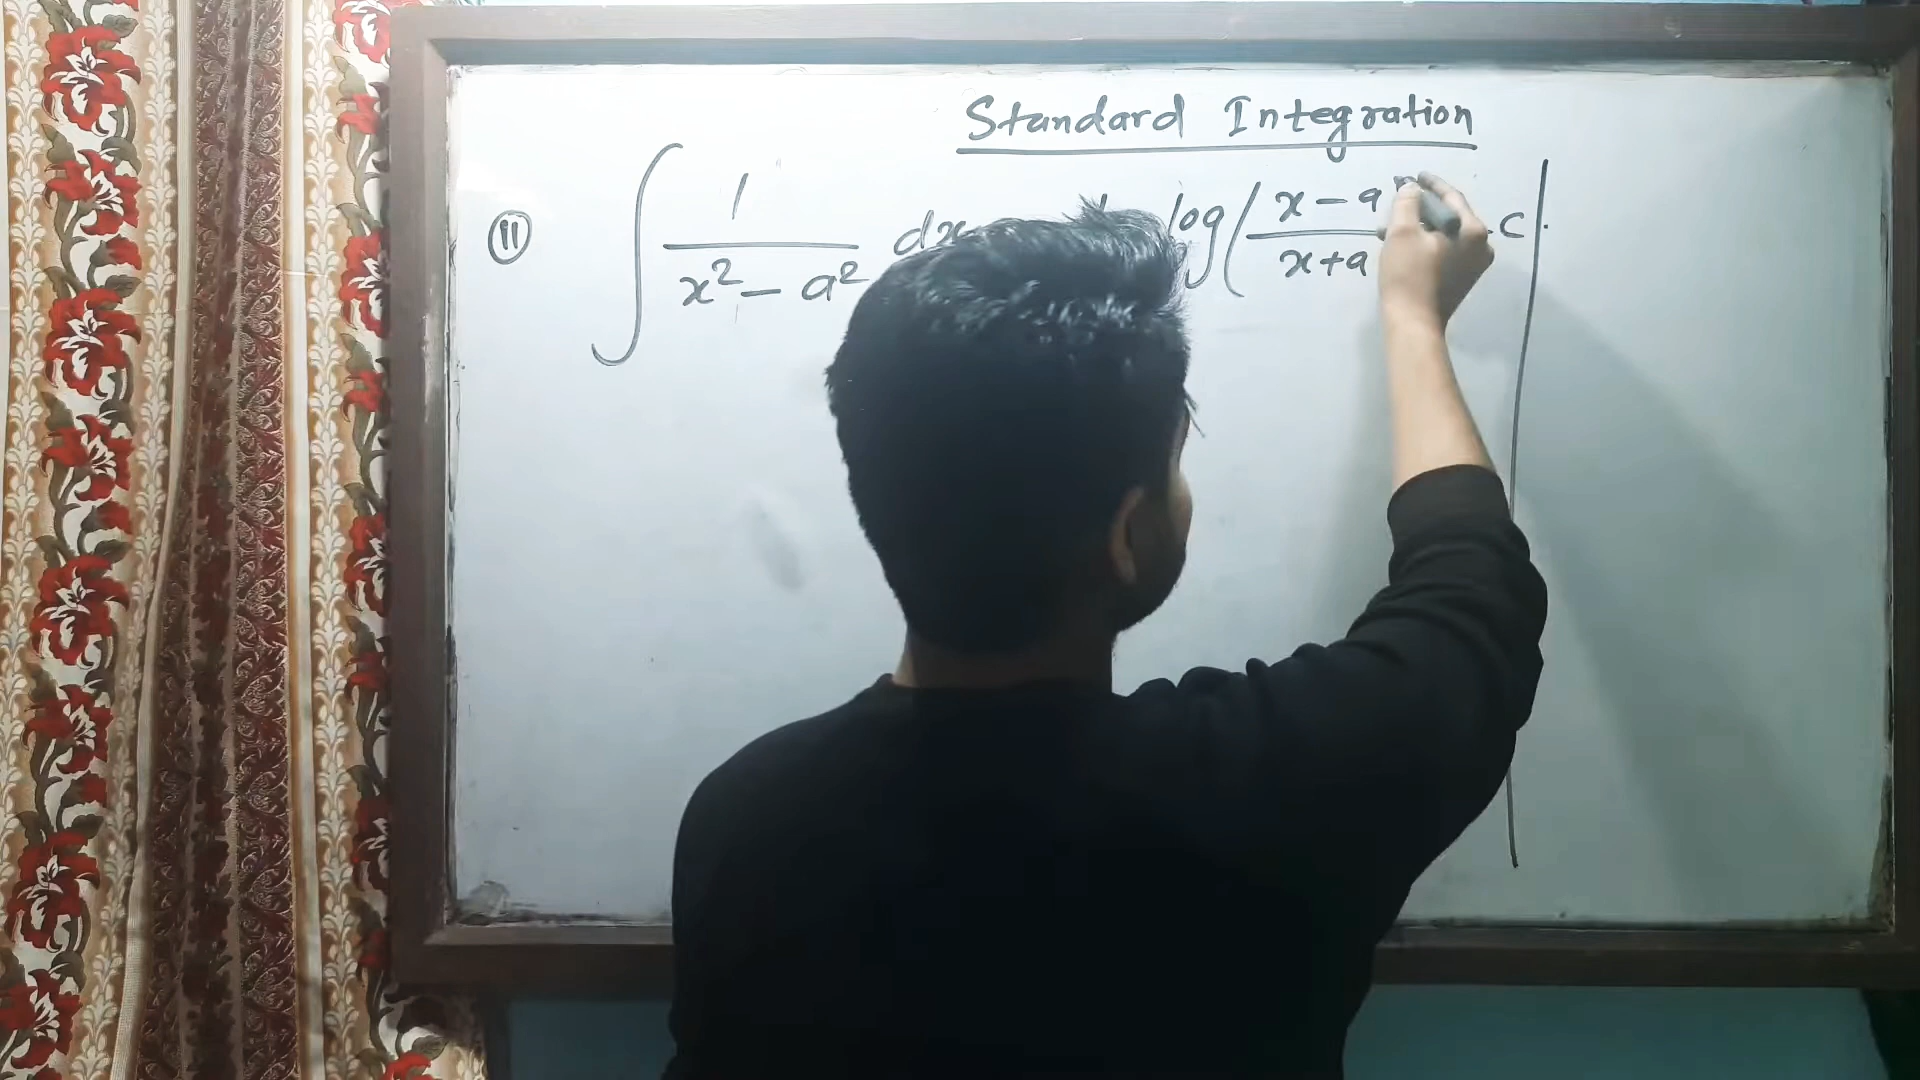 Standard Integration
⑪ ∫ 1/(x² - a²) dx log(x-a/x+a c